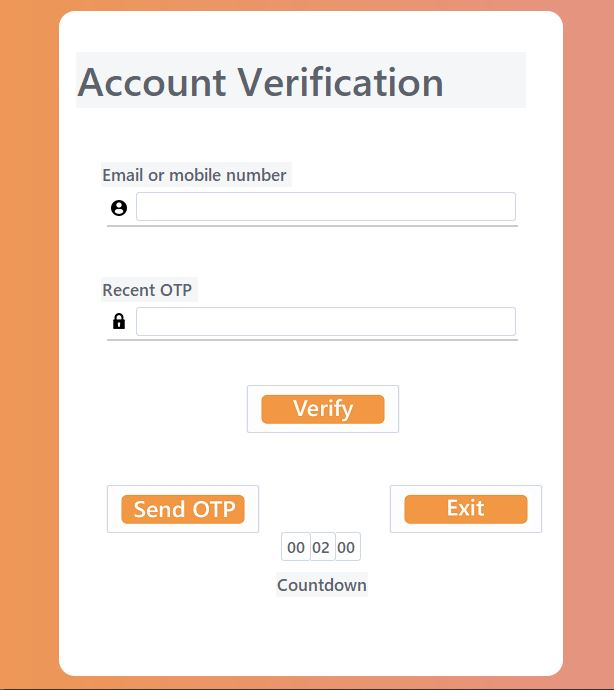 Account Verification
Email or mobile number
Recent OTP
Verify
Send OTP
Exit
00 02 00
Countdown